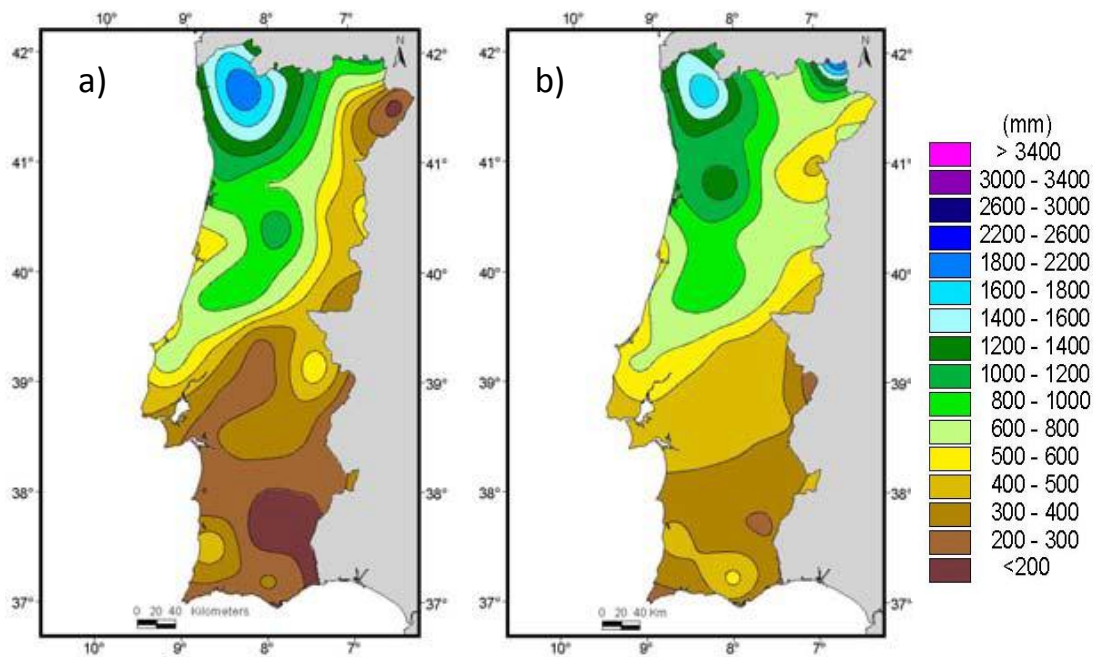 10° 9° 8° 7°
42° 42°
a)
N
41° 41°
40° 40°
39° 39°
38° 38°
37° 37°
0 20 40 Kilometers
10° 9° 8° 7°
10° 9° 8° 7°
42° 42°
b)
N
41° 41°
40° 40°
39° 39°
38° 38°
37° 37°
0 20 40 Km
10° 9° 8° 7°
(mm)
> 3400
3000 - 3400
2600 - 3000
2200 - 2600
1800 - 2200
1600 - 1800
1400 - 1600
1200 - 1400
1000 - 1200
800 - 1000
600 - 800
500 - 600
400 - 500
300 - 400
200 - 300
<200